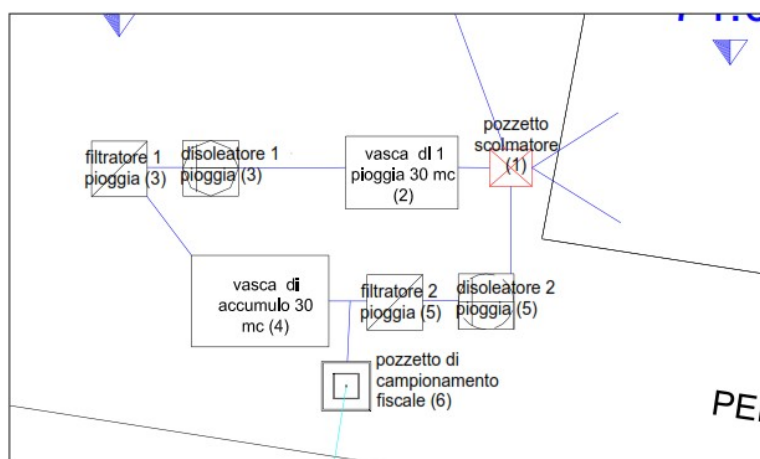 pozzetto
scolmatore
(1)
filtratore 1
pioggia (3)
disoleatore 1
pioggia (3)
vasca di 1
pioggia 30 mc
(2)
vasca di
accumulo 30
mc (4)
filtratore 2
pioggia (5)
disoleatore 2
pioggia (5)
pozzetto di
campionamento
fiscale (6)